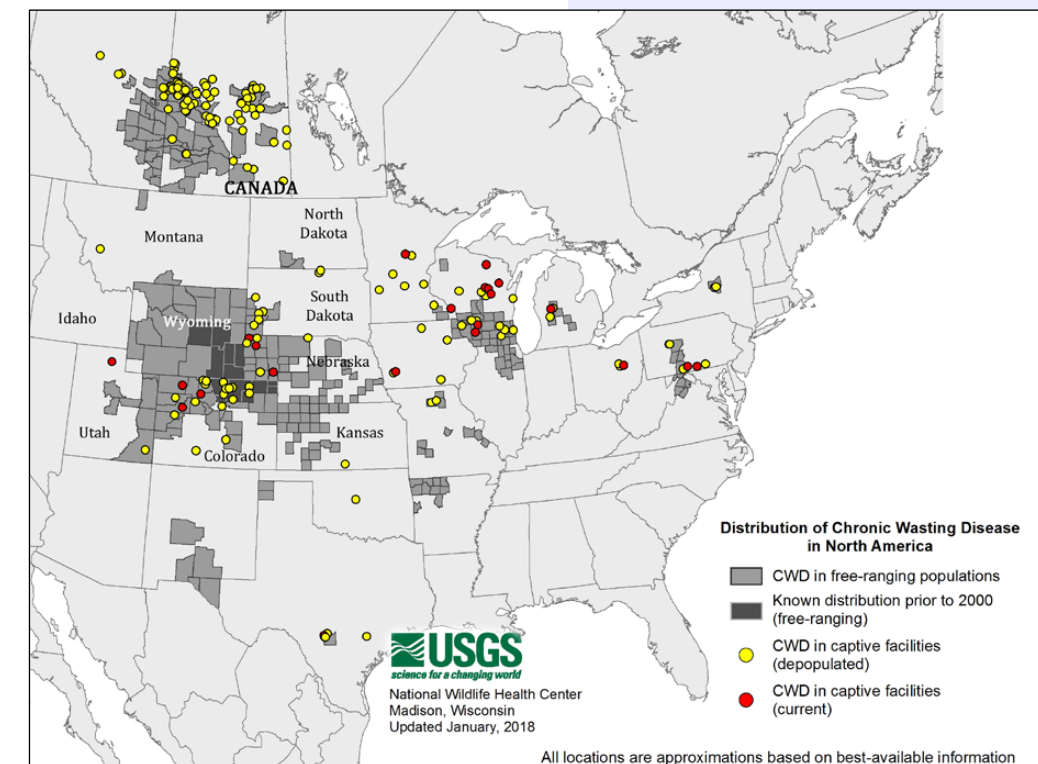 CANADA
North
Dakota
Montana
South
Dakota
Idaho
Wyoming
Nebraska
Utah
Kansas
Colorado
Distribution of Chronic Wasting Disease
in North America
CWD in free-ranging populations
Known distribution prior to 2000
(free-ranging)
CWD in captive facilities
(depopulated)
CWD in captive facilities
(current)
USGS
science for a changing world
National Wildlife Health Center
Madison, Wisconsin
Updated January, 2018
All locations are approximations based on best-available information